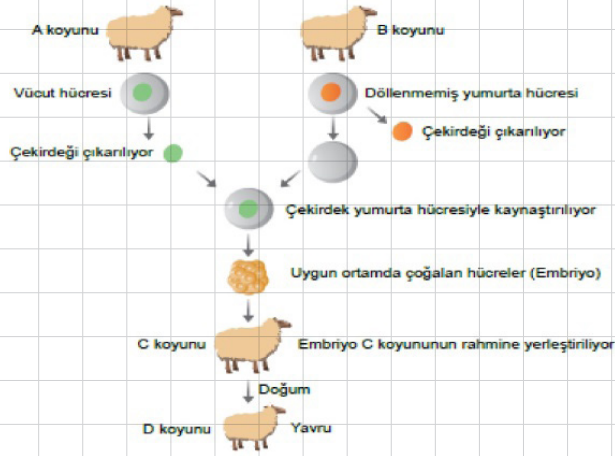 A koyunu
B koyunu
Vücut hücresi
Döllenmemiş yumurta hücresi
Çekirdeği çıkarılıyor
Çekirdeği çıkarılıyor
Çekirdek yumurta hücresiyle kaynaştırılıyor
Uygun ortamda çoğalan hücreler (Embriyo)
C koyunu
Embriyo C koyununun rahmine yerleştiriliyor
Doğum
D koyunu
Yavru